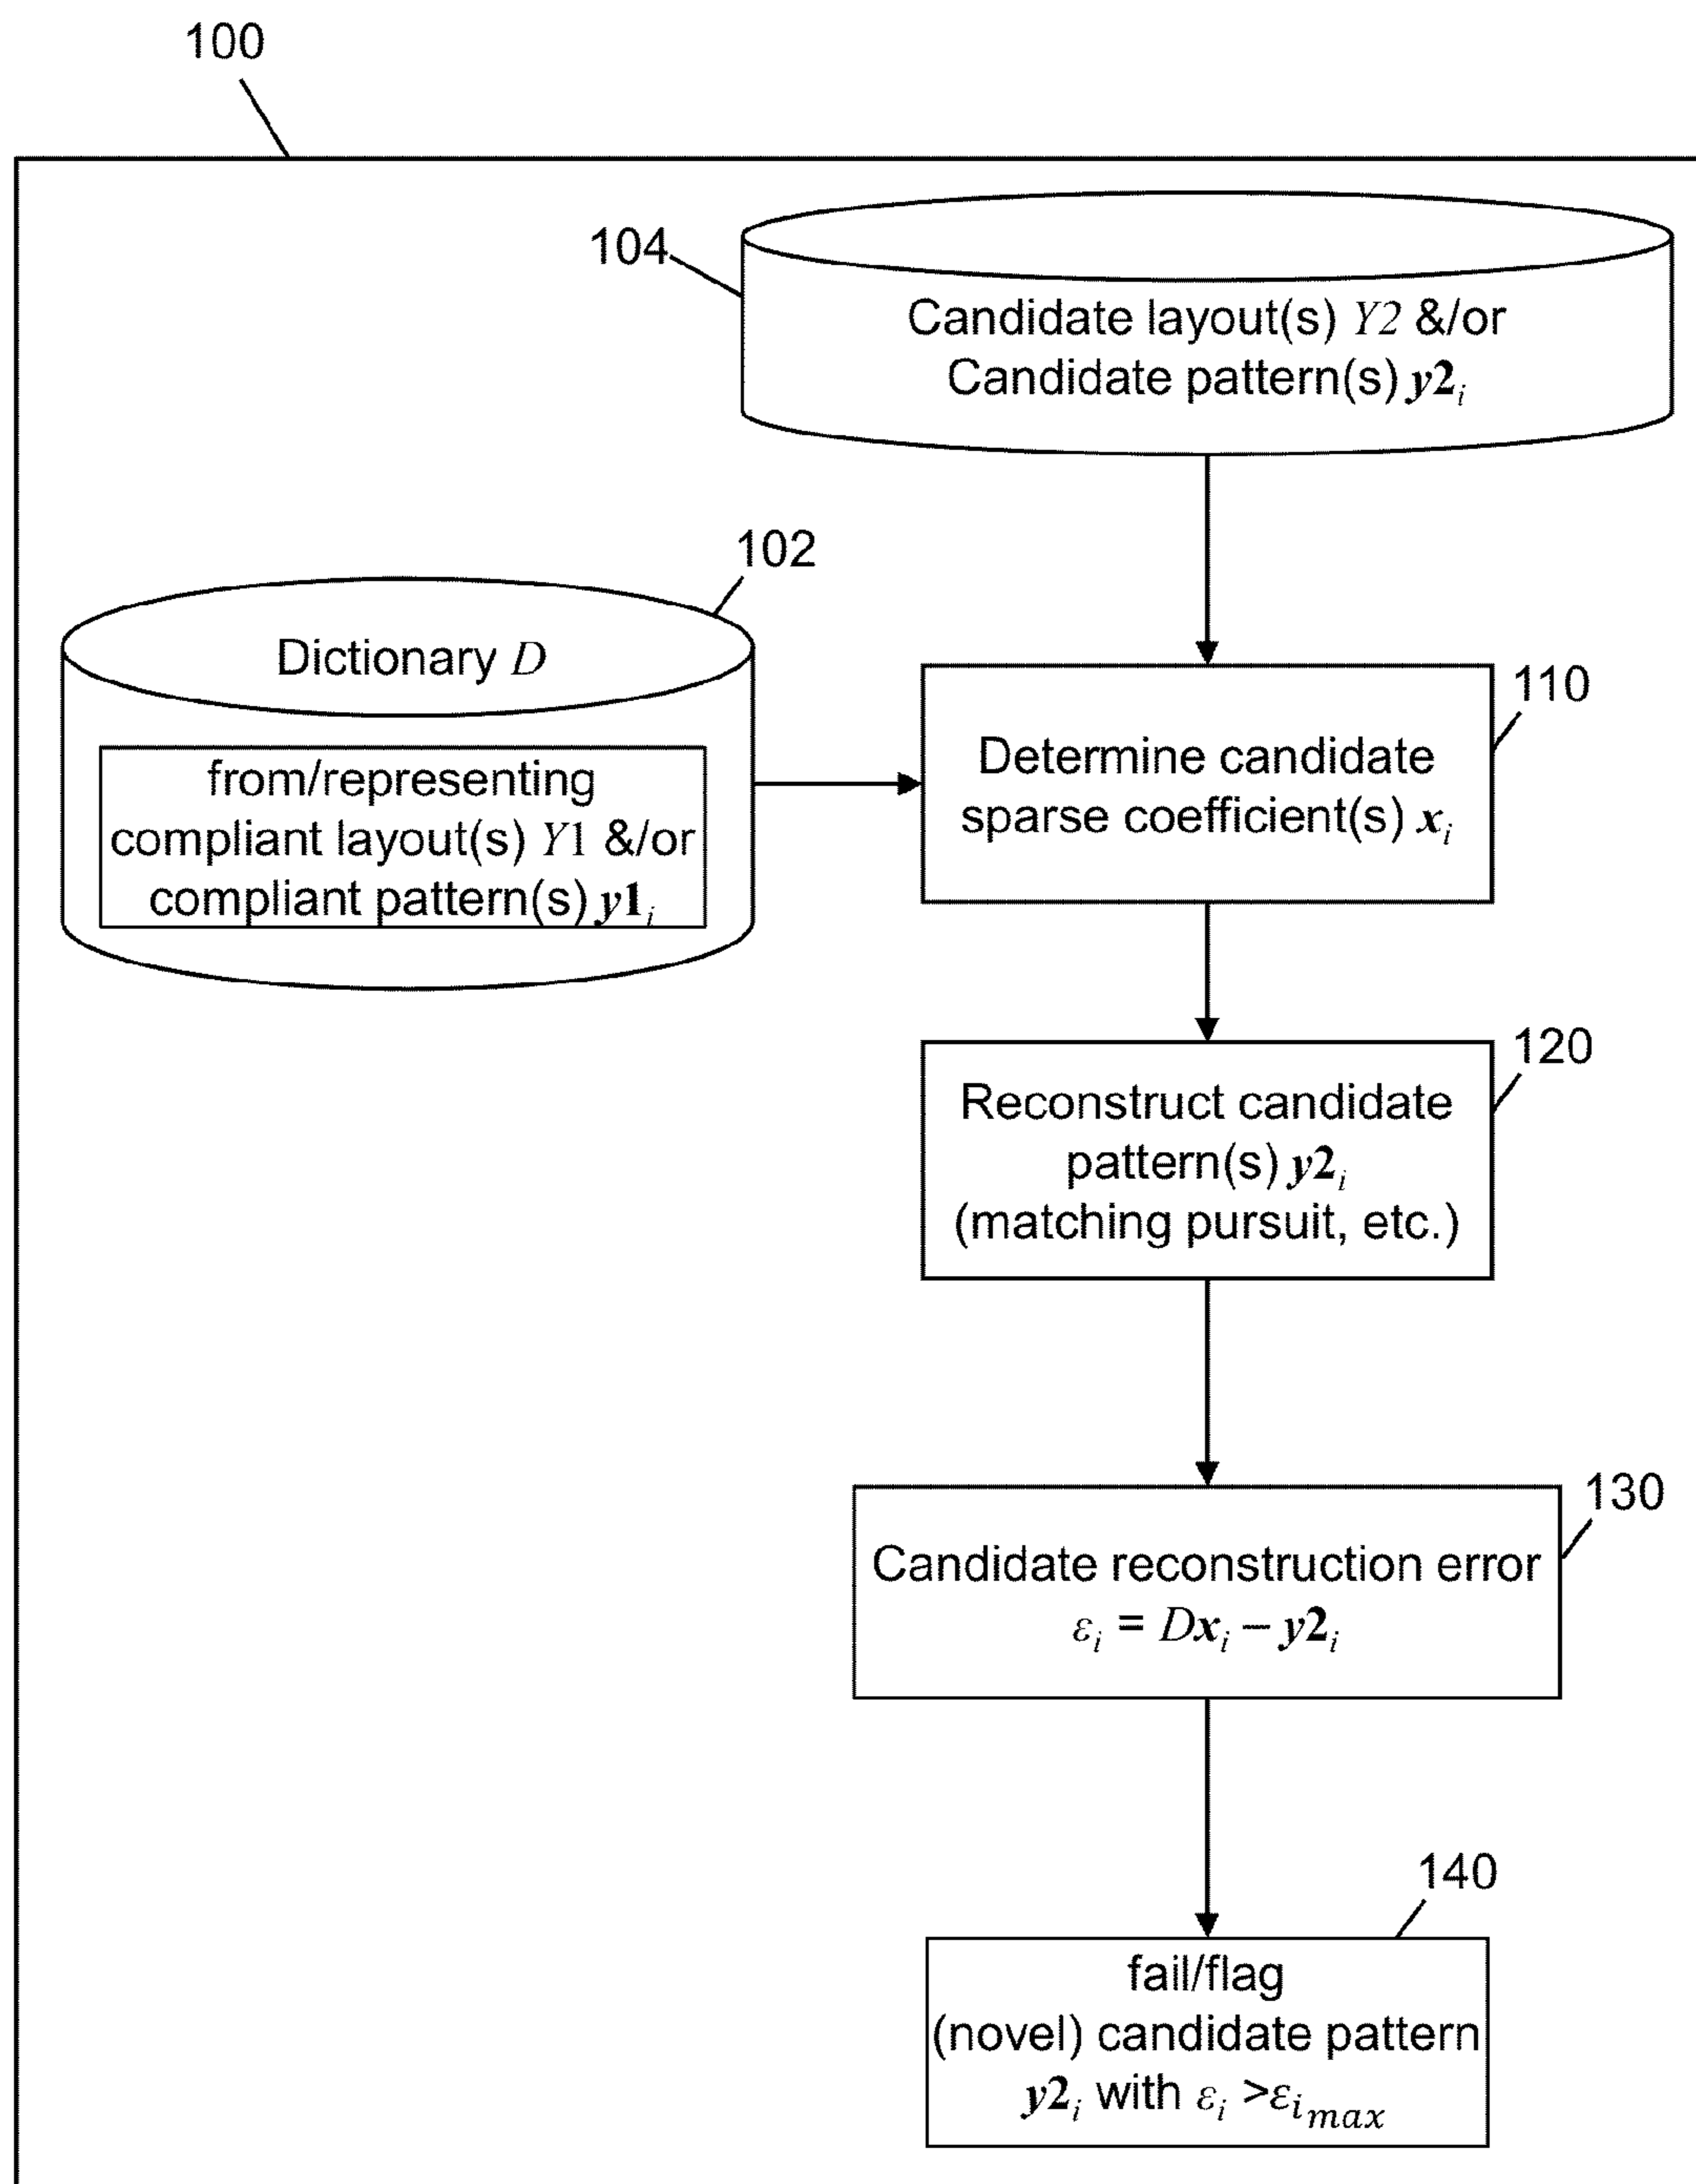 100
104
Candidate layout(s) Y2 &/or
Candidate pattern(s) y2i
102
Dictionary D
from/representing
compliant layout(s) Y1 &/or
compliant pattern(s) y1i
110
Determine candidate
sparse coefficient(s) xi
120
Reconstruct candidate
pattern(s) y2i
(matching pursuit, etc.)
130
Candidate reconstruction error
εi = Dxi – y2i
140
fail/flag
(novel) candidate pattern
y2i with εi >εimax